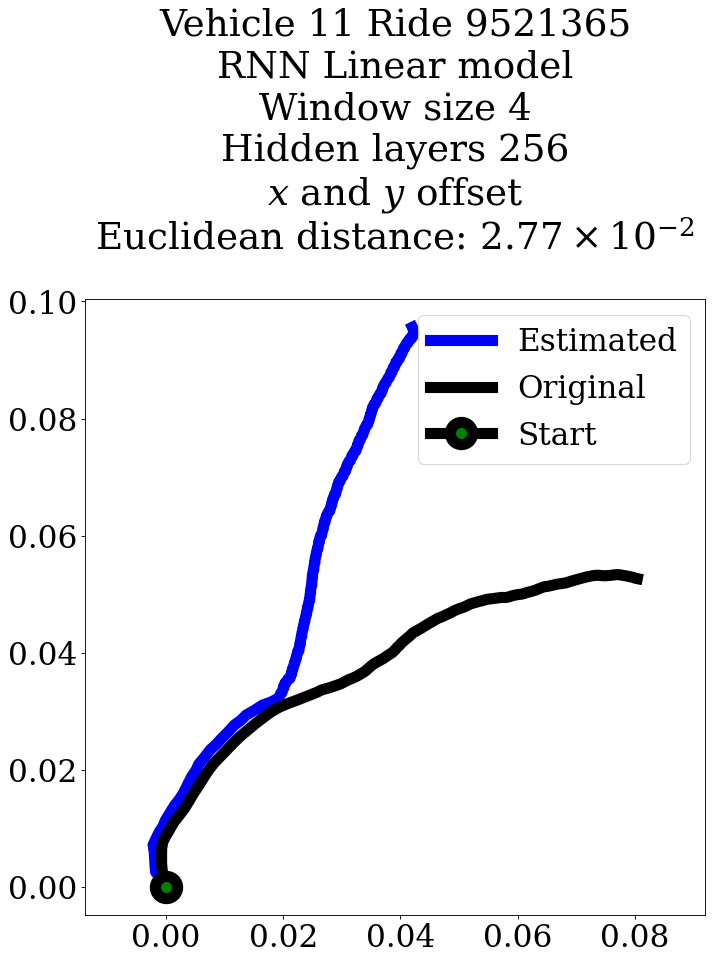 Vehicle 11 Ride 9521365
RNN Linear model
Window size 4
Hidden layers 256
x and y offset
Euclidean distance: 2.77 × 10⁻²
0.10
0.08
0.06
0.04
0.02
0.00
Estimated
Original
Start
0.00 0.02 0.04 0.06 0.08